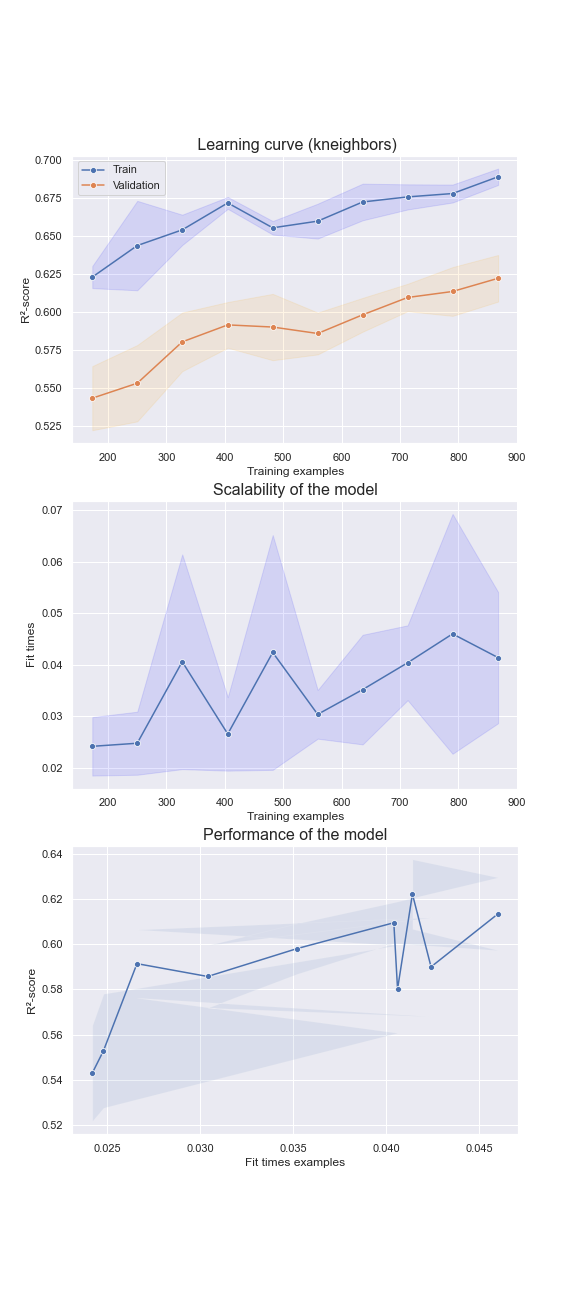 Learning curve (kneighbors)
0.700
0.675
0.650
0.625
0.600
0.575
0.550
0.525
R²-score
Train
Validation
200 300 400 500 600 700 800 900
Training examples
Scalability of the model
0.07
0.06
0.05
0.04
0.03
0.02
Fit times
200 300 400 500 600 700 800 900
Training examples
Performance of the model
0.64
0.62
0.60
0.58
0.56
0.54
0.52
R²-score
0.025 0.030 0.035 0.040 0.045
Fit times examples